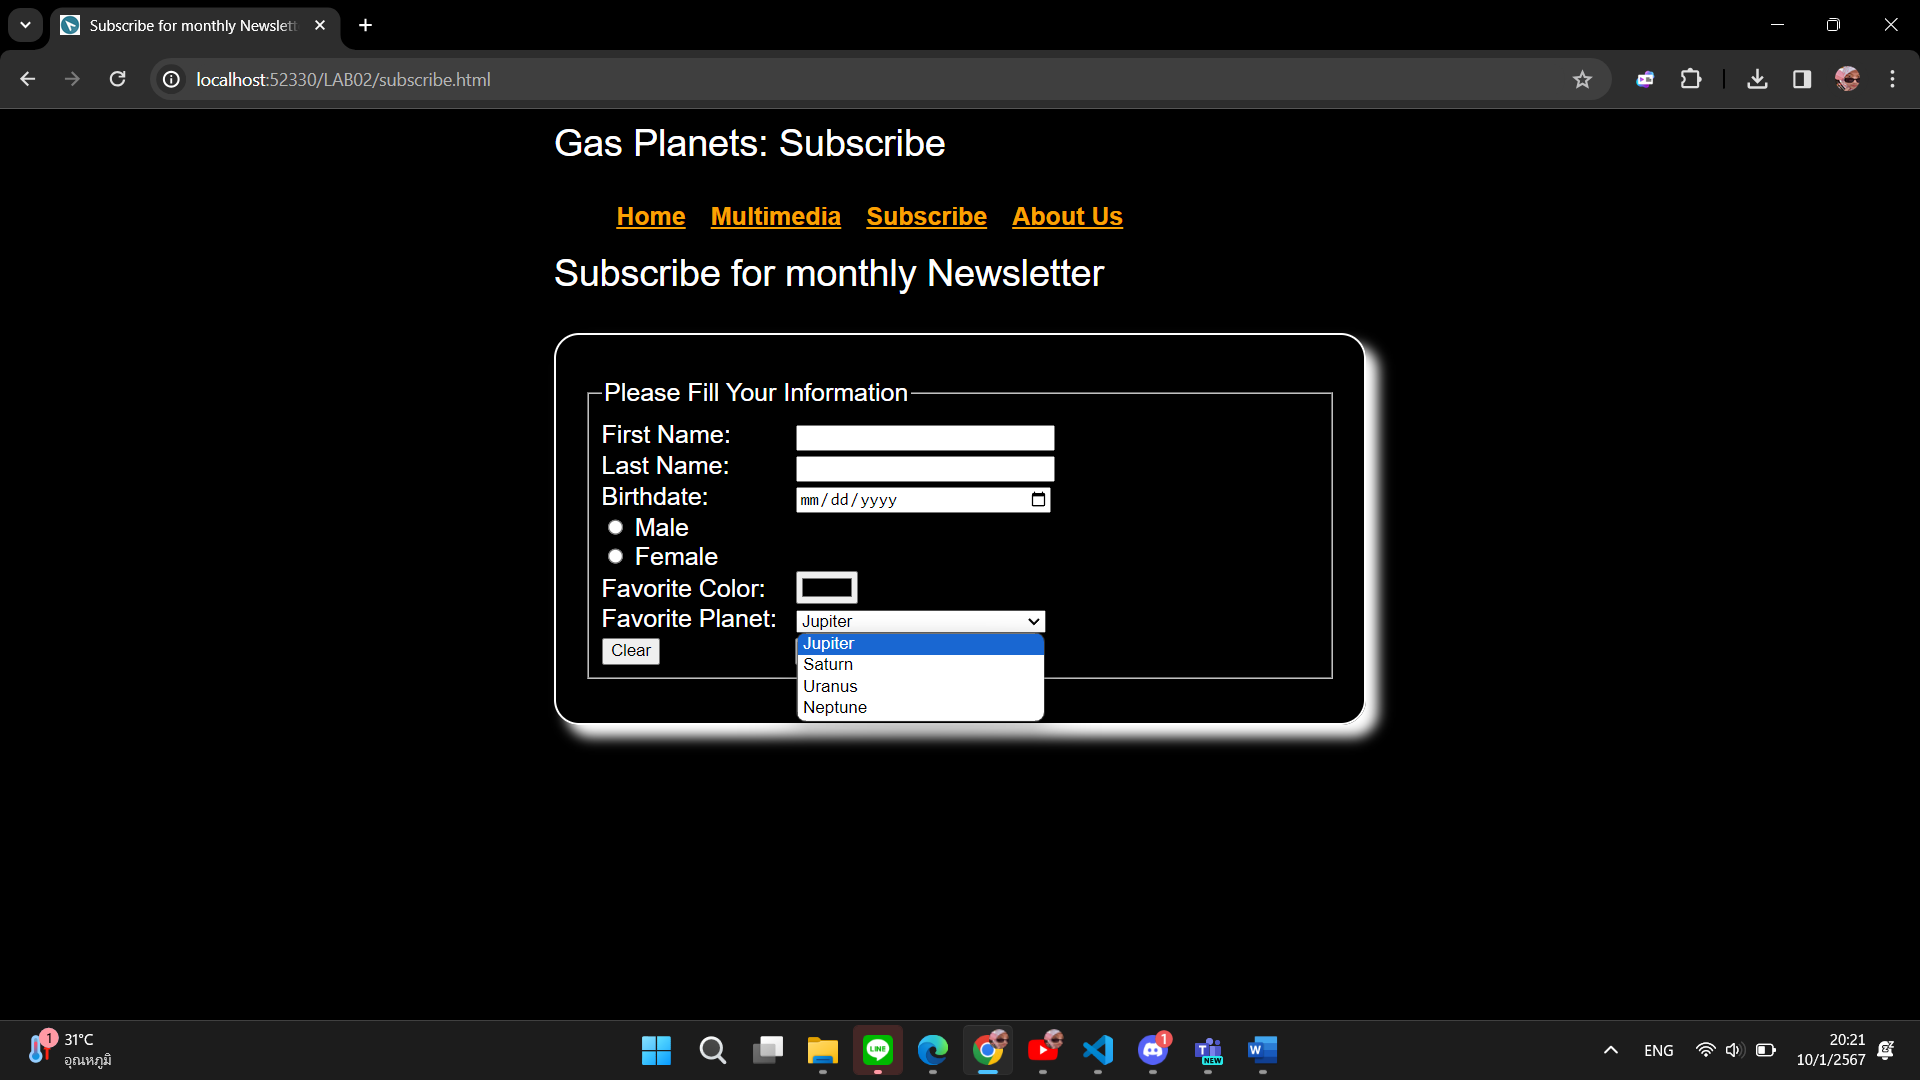 Subscribe for monthly Newslett
localhost:52330/LAB02/subscribe.html
Gas Planets: Subscribe
Home Multimedia Subscribe About Us
Subscribe for monthly Newsletter
Please Fill Your Information
First Name:
Last Name:
Birthdate: mm/dd/yyyy
Male
Female
Favorite Color:
Favorite Planet: Jupiter
Clear
Jupiter
Saturn
Uranus
Neptune
1
31°C
อุณหภูมิ
LINE
1
T
NEW
W
ENG
20:21
10/1/2567